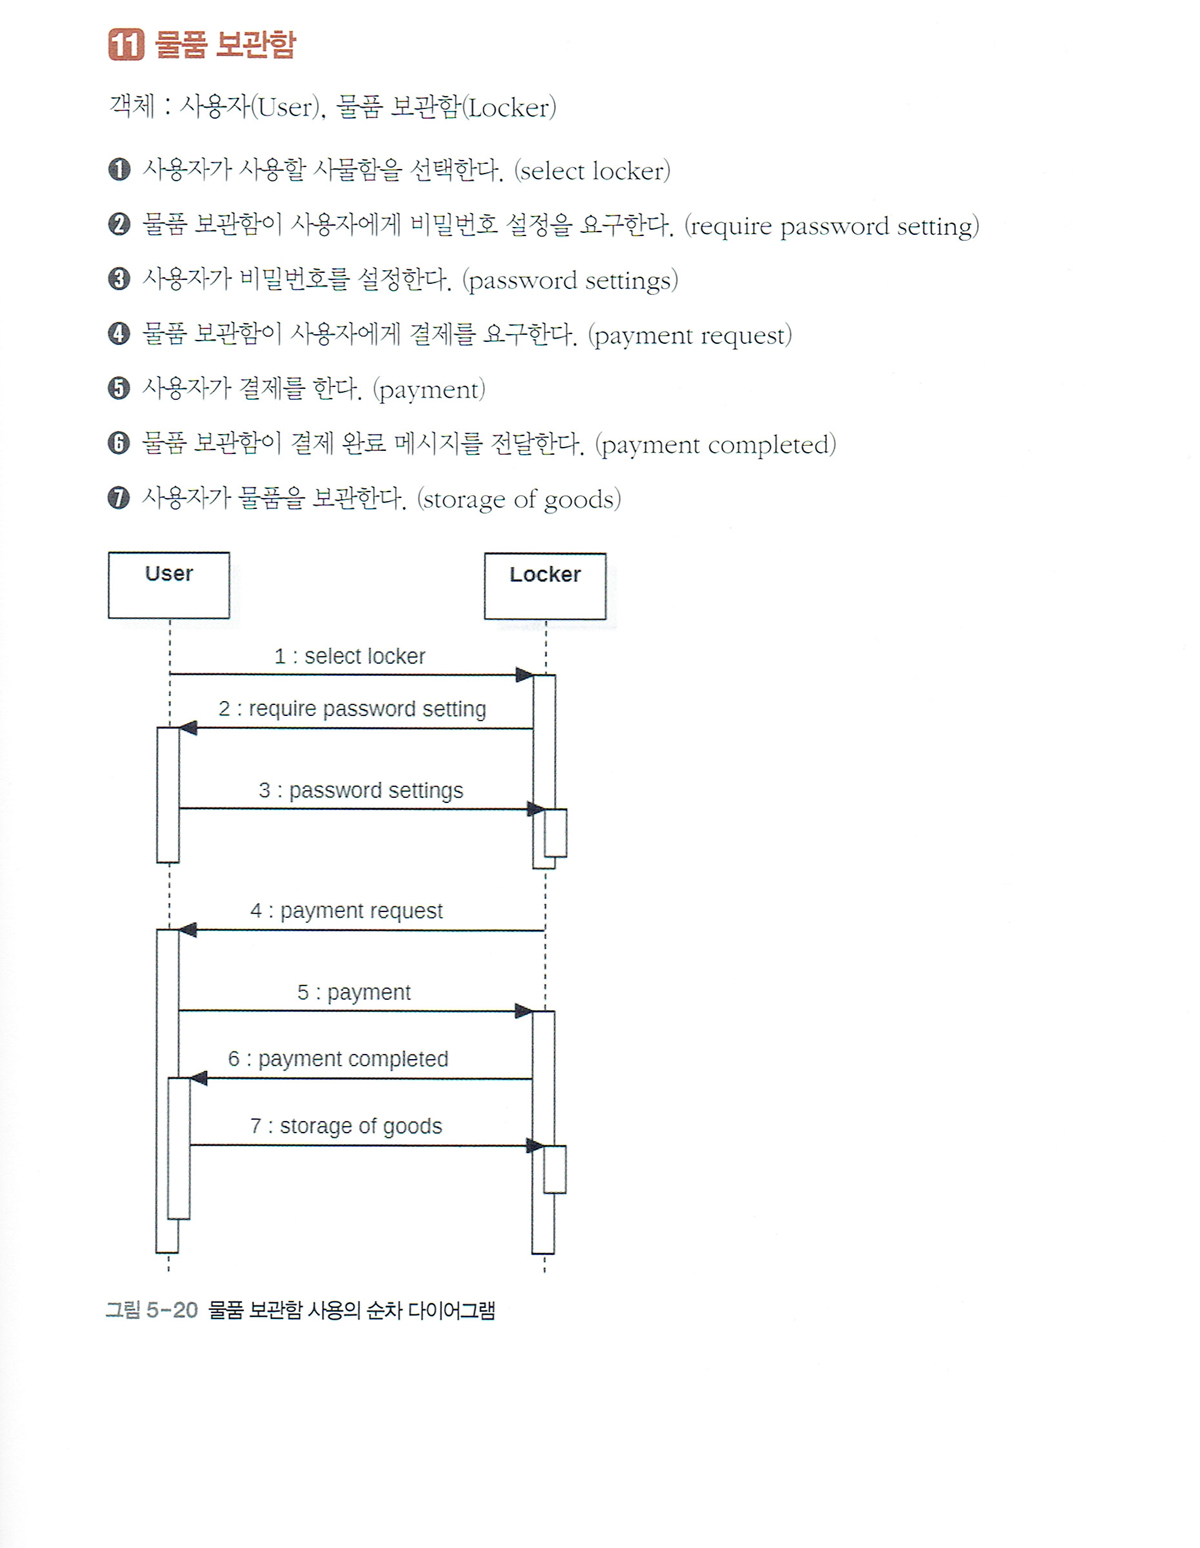 11 물품 보관함
객체 : 사용자(User), 물품 보관함(Locker)
❶ 사용자가 사용할 사물함을 선택한다. (select locker)
❷ 물품 보관함이 사용자에게 비밀번호 설정을 요구한다. (require password setting)
❸ 사용자가 비밀번호를 설정한다. (password settings)
❹ 물품 보관함이 사용자에게 결제를 요구한다. (payment request)
❺ 사용자가 결제를 한다. (payment)
❻ 물품 보관함이 결제 완료 메시지를 전달한다. (payment completed)
❼ 사용자가 물품을 보관한다. (storage of goods)
User Locker
1 : select locker
2 : require password setting
3 : password settings
4 : payment request
5 : payment
6 : payment completed
7 : storage of goods
그림 5-20 물품 보관함 사용의 순차 다이어그램